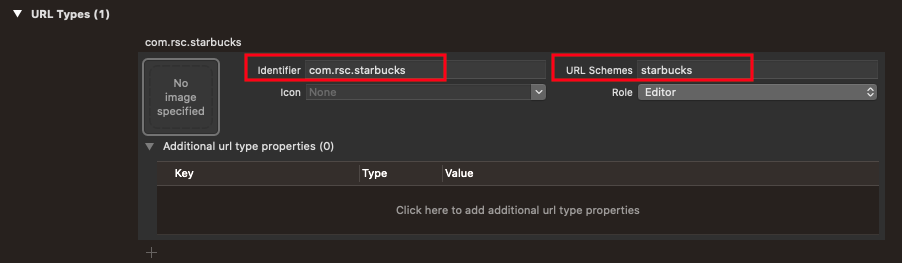 URL Types (1)
com.rsc.starbucks
No image specified
Identifier com.rsc.starbucks
URL Schemes starbucks
Icon None
Role Editor
Additional url type properties (0)
Key Type Value
Click here to add additional url type properties